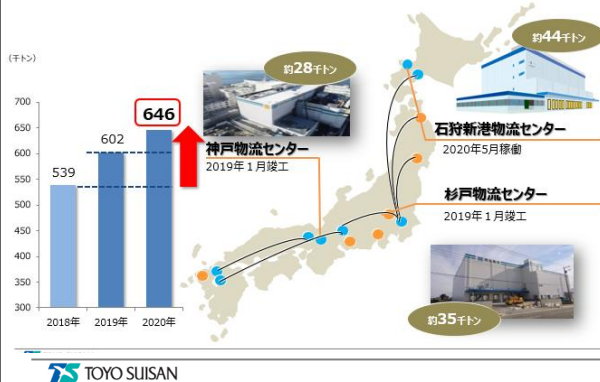 (千トン)
700
650
600
550
500
450
400
350
300
539
602
646
2018年
2019年
2020年
約28千トン
神戸物流センター
2019年1月竣工
約44千トン
石狩新港物流センター
2020年5月稼働
杉戸物流センター
2019年1月竣工
約35千トン
TS TOYO SUISAN